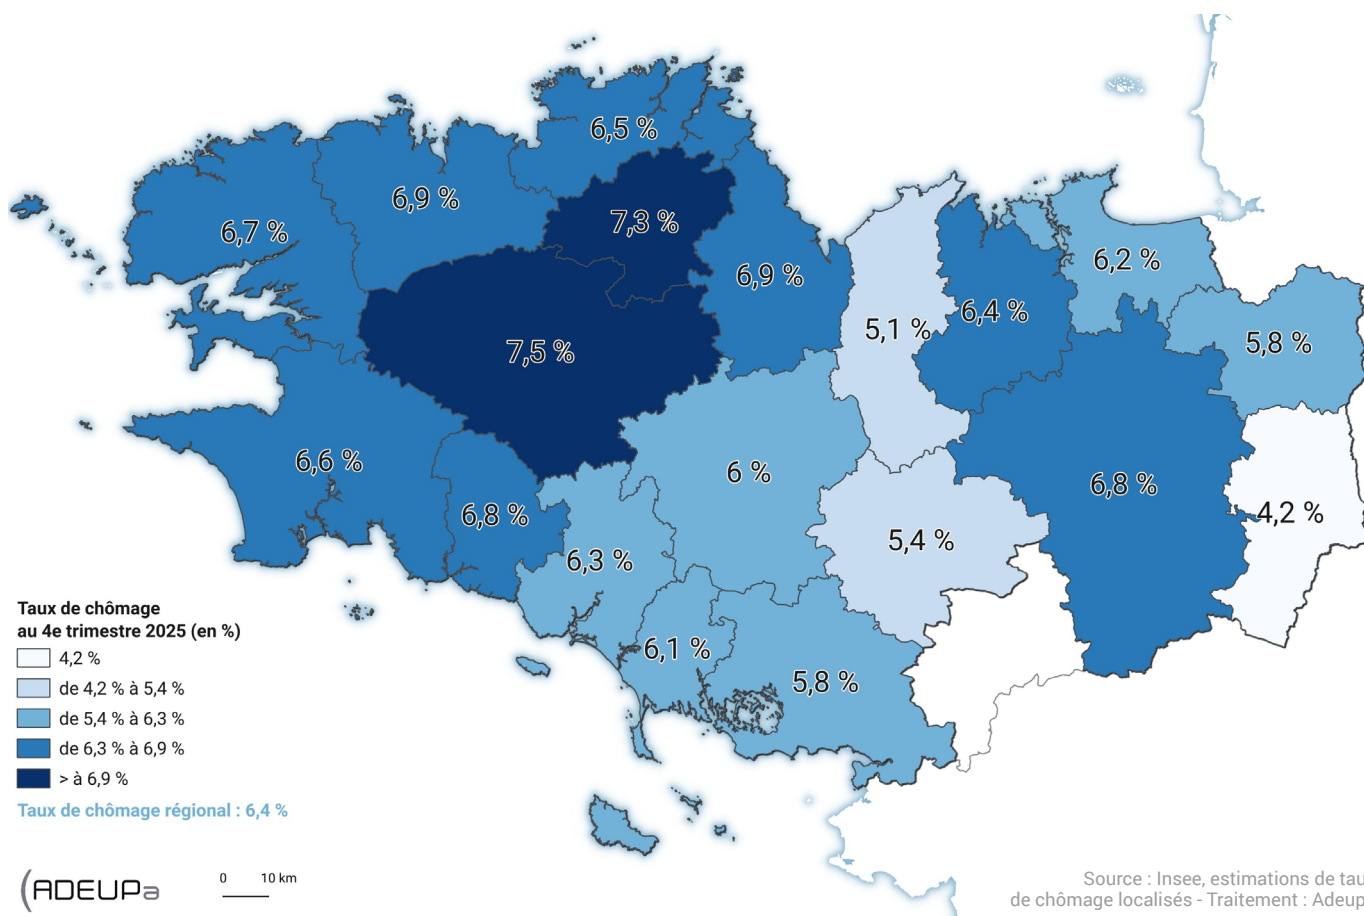 6,5 %
6,9 %
7,3 %
6,7 %
6,2 %
6,9 %
6,4 %
5,1 %
5,8 %
7,5 %
6,6 %
6 %
6,8 %
4,2 %
6,8 %
5,4 %
6,3 %
6,1 %
5,8 %
Taux de chômage
au 4e trimestre 2025 (en %)
4,2 %
de 4,2 % à 5,4 %
de 5,4 % à 6,3 %
de 6,3 % à 6,9 %
> à 6,9 %
Taux de chômage régional : 6,4 %
ADEUPa
0 10 km
Source : Insee, estimations de tau
de chômage localisés - Traitement : Adeup